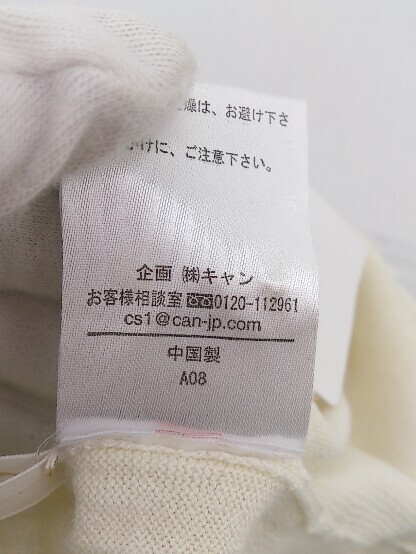 燥は、お避け下さ
けに、ご注意下さい。
企画 ㈱キャン
お客様相談室 0120-112961
cs1@can-jp.com
中国製
A08